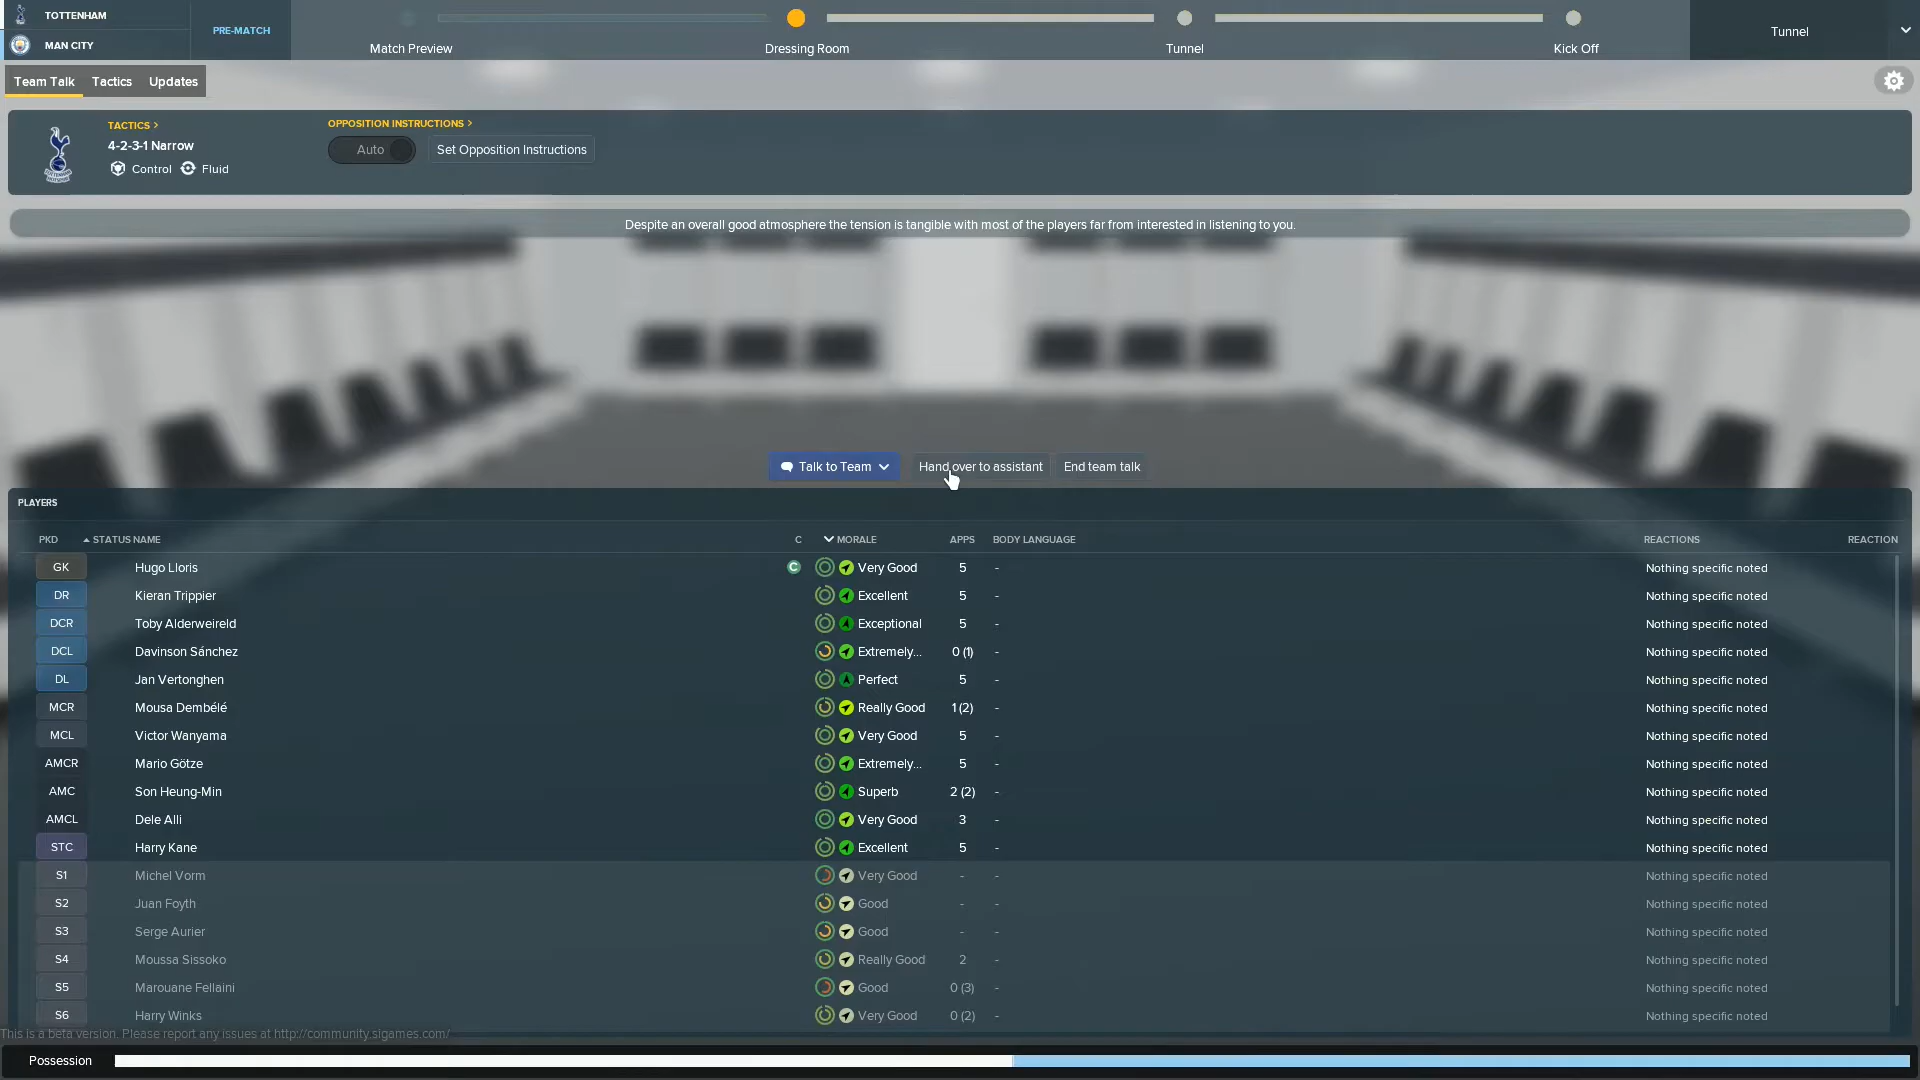 TOTTENHAM
MAN CITY
PRE-MATCH
Match Preview
Dressing Room
Tunnel
Kick Off
Tunnel
Team Talk Tactics Updates
TACTICS >
4-2-3-1 Narrow
Control Fluid
OPPOSITION INSTRUCTIONS >
Auto Set Opposition Instructions
Despite an overall good atmosphere the tension is tangible with most of the players far from interested in listening to you.
Talk to Team Hand over to assistant End team talk
PLAYERS
PKD STATUS NAME C MORALE APPS BODY LANGUAGE REACTIONS REACTION
GK Hugo Lloris C Very Good 5 - Nothing specific noted
DR Kieran Trippier Excellent 5 - Nothing specific noted
DCR Toby Alderweireld Exceptional 5 - Nothing specific noted
DCL Davinson Sánchez Extremely... 0 (1) - Nothing specific noted
DL Jan Vertonghen Perfect 5 - Nothing specific noted
MCR Mousa Dembélé Really Good 1 (2) - Nothing specific noted
MCL Victor Wanyama Very Good 5 - Nothing specific noted
AMCR Mario Götze Extremely... 5 - Nothing specific noted
AMC Son Heung-Min Superb 2 (2) - Nothing specific noted
AMCL Dele Alli Very Good 3 - Nothing specific noted
STC Harry Kane Excellent 5 - Nothing specific noted
S1 Michel Vorm Very Good - - Nothing specific noted
S2 Juan Foyth Good - - Nothing specific noted
S3 Serge Aurier Good - - Nothing specific noted
S4 Moussa Sissoko Really Good 2 - Nothing specific noted
S5 Marouane Fellaini Good 0 (3) - Nothing specific noted
S6 Harry Winks Very Good 0 (2) - Nothing specific noted
This is a beta version. Please report any issues at http://community.sigames.com/
Possession